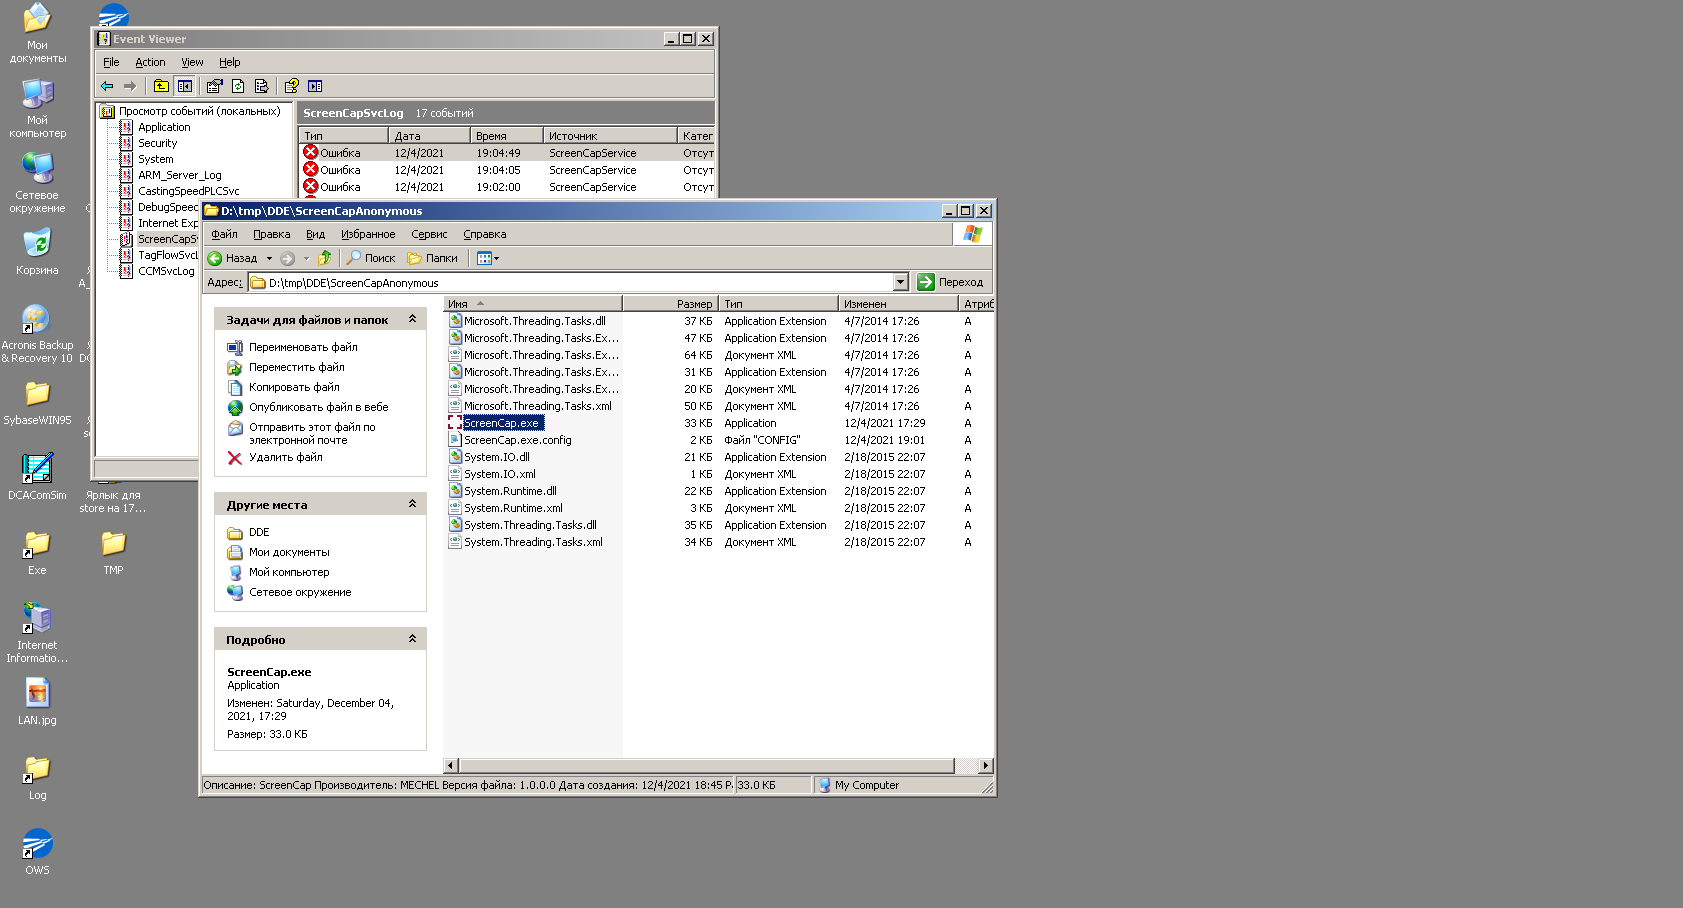 Мои
документы
Мой
компьютер
Сетевое
окружение
Корзина
Acronis Backup
& Recovery 10
SybaseWIN95
DCAComSim
Ярлык для
store на 17...
Exe
TMP
Internet
Informatio...
LAN.jpg
Log
OWS
Event Viewer
File Action View Help
Просмотр событий (локальных)
Application
Security
System
ARM_Server_Log
CastingSpeedPLCSvc
DebugSpeed
Internet Exp
ScreenCapSv
TagFlowSvcL
CCMSvcLog
ScreenCapSvcLog 17 событий
Тип Дата Время Источник Катег
Ошибка 12/4/2021 19:04:49 ScreenCapService Отсут
Ошибка 12/4/2021 19:04:05 ScreenCapService Отсут
Ошибка 12/4/2021 19:02:00 ScreenCapService Отсут
D:\tmp\DDE\ScreenCapAnonymous
Файл Правка Вид Избранное Сервис Справка
Назад Поиск Папки
Адрес: D:\tmp\DDE\ScreenCapAnonymous Переход
Задачи для файлов и папок
Переименовать файл
Переместить файл
Копировать файл
Опубликовать файл в вебе
Отправить этот файл по
электронной почте
Удалить файл
Другие места
DDE
Мои документы
Мой компьютер
Сетевое окружение
Подробно
ScreenCap.exe
Application
Изменен: Saturday, December 04,
2021, 17:29
Размер: 33.0 КБ
Имя Размер Тип Изменен Атриб
Microsoft.Threading.Tasks.dll 37 КБ Application Extension 4/7/2014 17:26 A
Microsoft.Threading.Tasks.Ex... 47 КБ Application Extension 4/7/2014 17:26 A
Microsoft.Threading.Tasks.Ex... 64 КБ Документ XML 4/7/2014 17:26 A
Microsoft.Threading.Tasks.Ex... 31 КБ Application Extension 4/7/2014 17:26 A
Microsoft.Threading.Tasks.Ex... 20 КБ Документ XML 4/7/2014 17:26 A
Microsoft.Threading.Tasks.xml 50 КБ Документ XML 4/7/2014 17:26 A
ScreenCap.exe 33 КБ Application 12/4/2021 17:29 A
ScreenCap.exe.config 2 КБ Файл "CONFIG" 12/4/2021 19:01 A
System.IO.dll 21 КБ Application Extension 2/18/2015 22:07 A
System.IO.xml 1 КБ Документ XML 2/18/2015 22:07 A
System.Runtime.dll 22 КБ Application Extension 2/18/2015 22:07 A
System.Runtime.xml 3 КБ Документ XML 2/18/2015 22:07 A
System.Threading.Tasks.dll 35 КБ Application Extension 2/18/2015 22:07 A
System.Threading.Tasks.xml 34 КБ Документ XML 2/18/2015 22:07 A
Описание: ScreenCap Производитель: MECHEL Версия файла: 1.0.0.0 Дата создания: 12/4/2021 18:45 Р 33.0 КБ My Computer